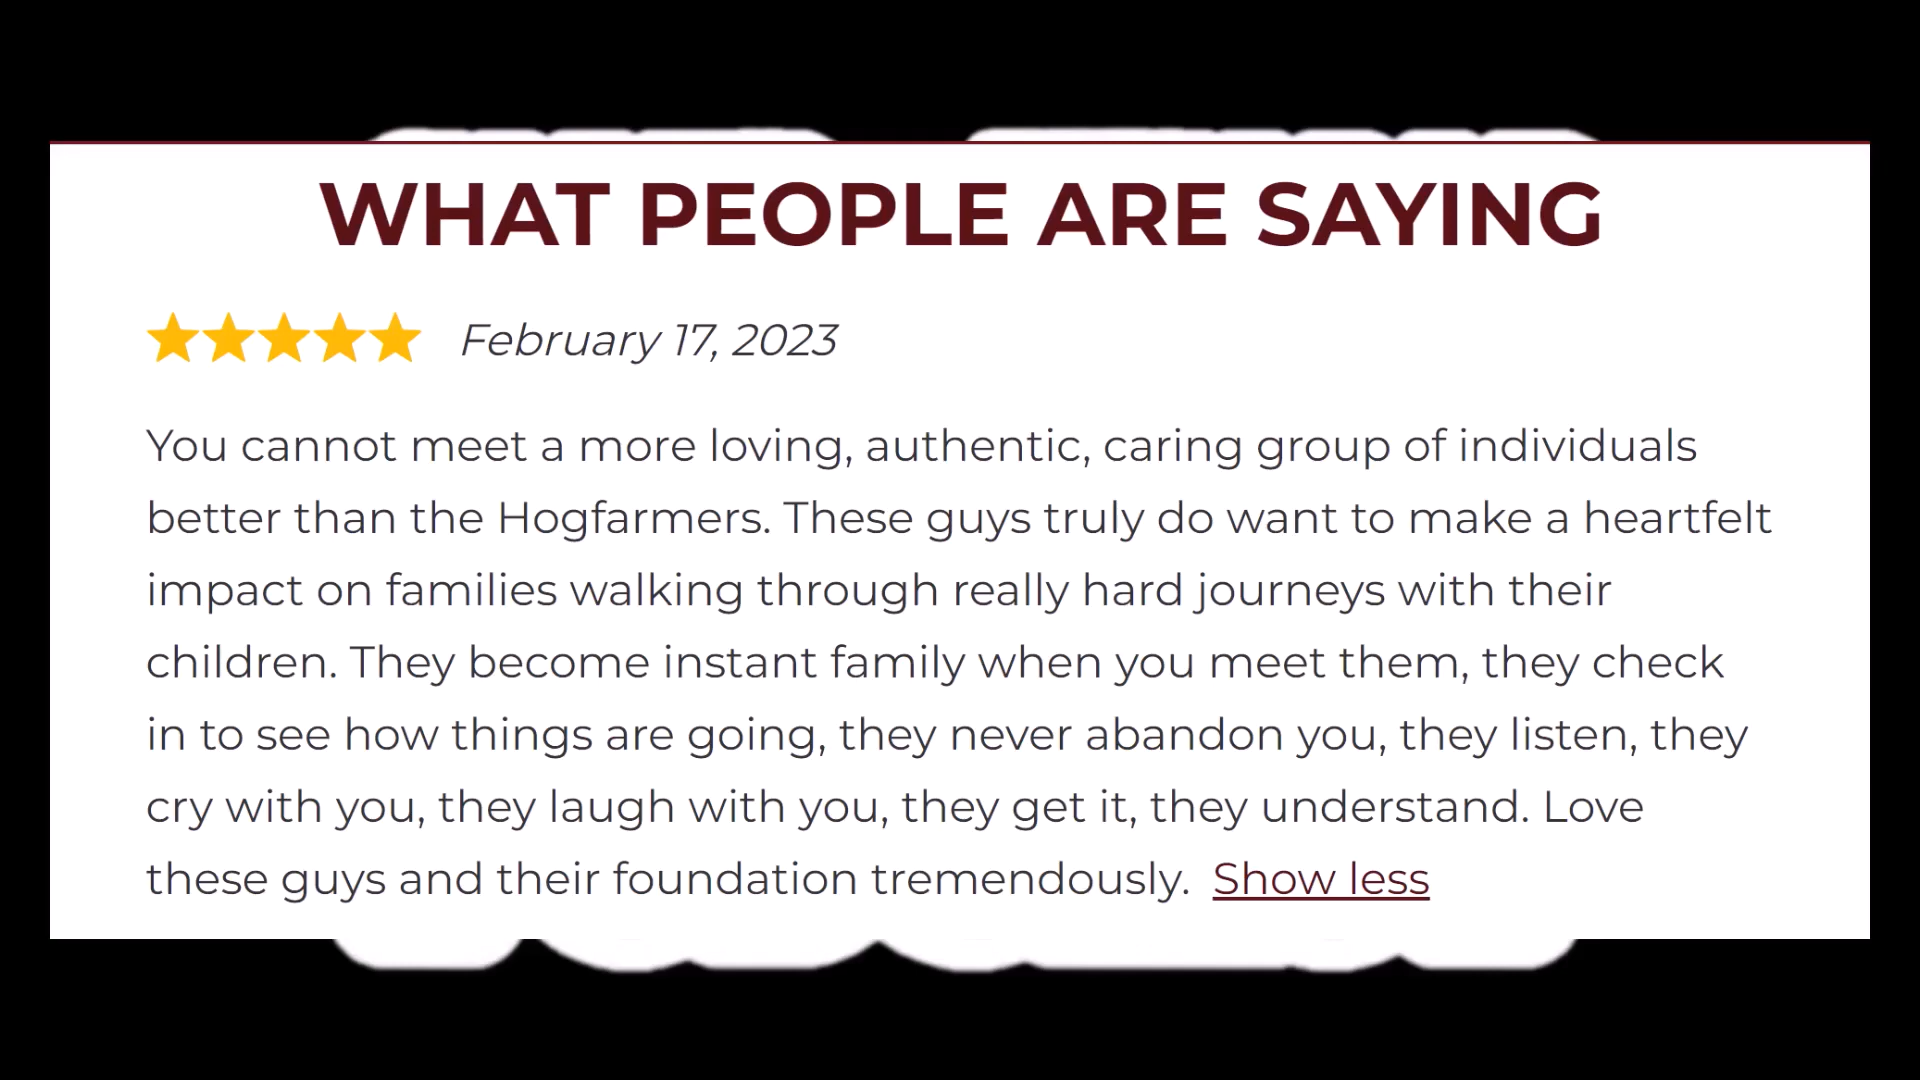 WHAT PEOPLE ARE SAYING
February 17, 2023
You cannot meet a more loving, authentic, caring group of individuals
better than the Hogfarmers. These guys truly do want to make a heartfelt
impact on families walking through really hard journeys with their
children. They become instant family when you meet them, they check
in to see how things are going, they never abandon you, they listen, they
cry with you, they laugh with you, they get it, they understand. Love
these guys and their foundation tremendously. Show less